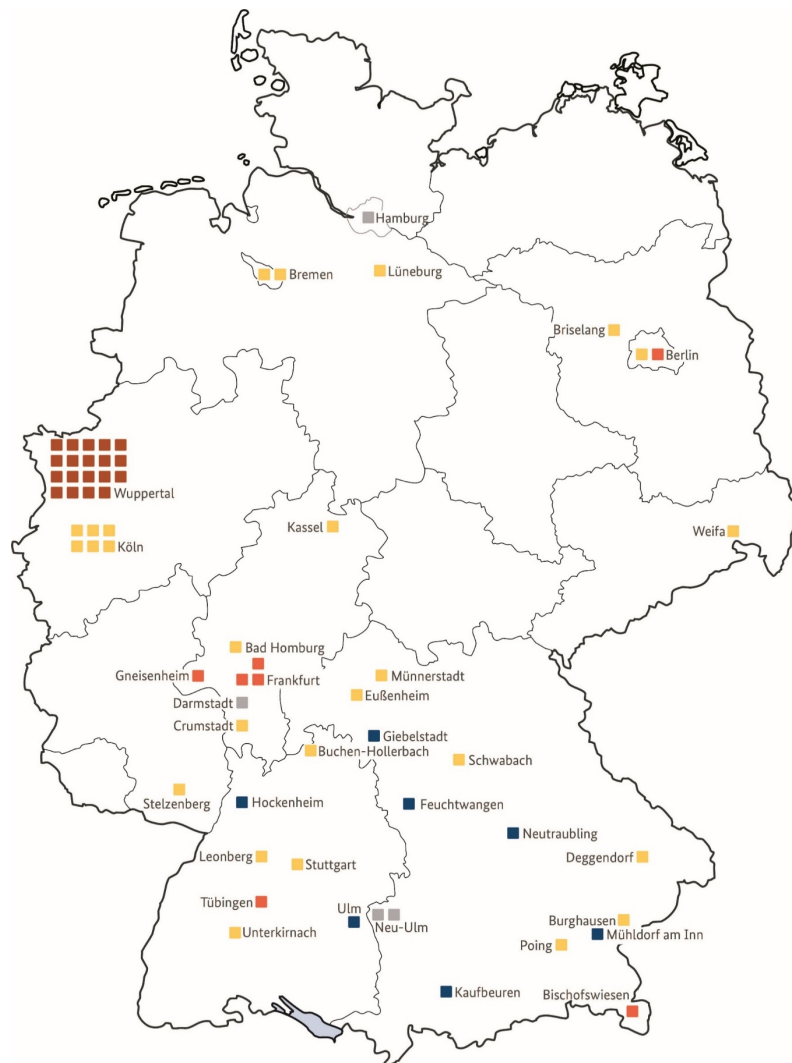 Hamburg
Bremen
Lüneburg
Briselang
Berlin
Wuppertal
Köln
Kassel
Weifa
Bad Homburg
Gneisenheim
Frankfurt
Münnerstadt
Eußenheim
Darmstadt
Crumstadt
Giebelstadt
Buchen-Hollerbach
Schwabach
Stelzenberg
Hockenheim
Feuchtwangen
Neutraubling
Leonberg
Stuttgart
Deggendorf
Tübingen
Ulm
Neu-Ulm
Unterkirnach
Burghausen
Mühldorf am Inn
Poing
Kaufbeuren
Bischofswiesen